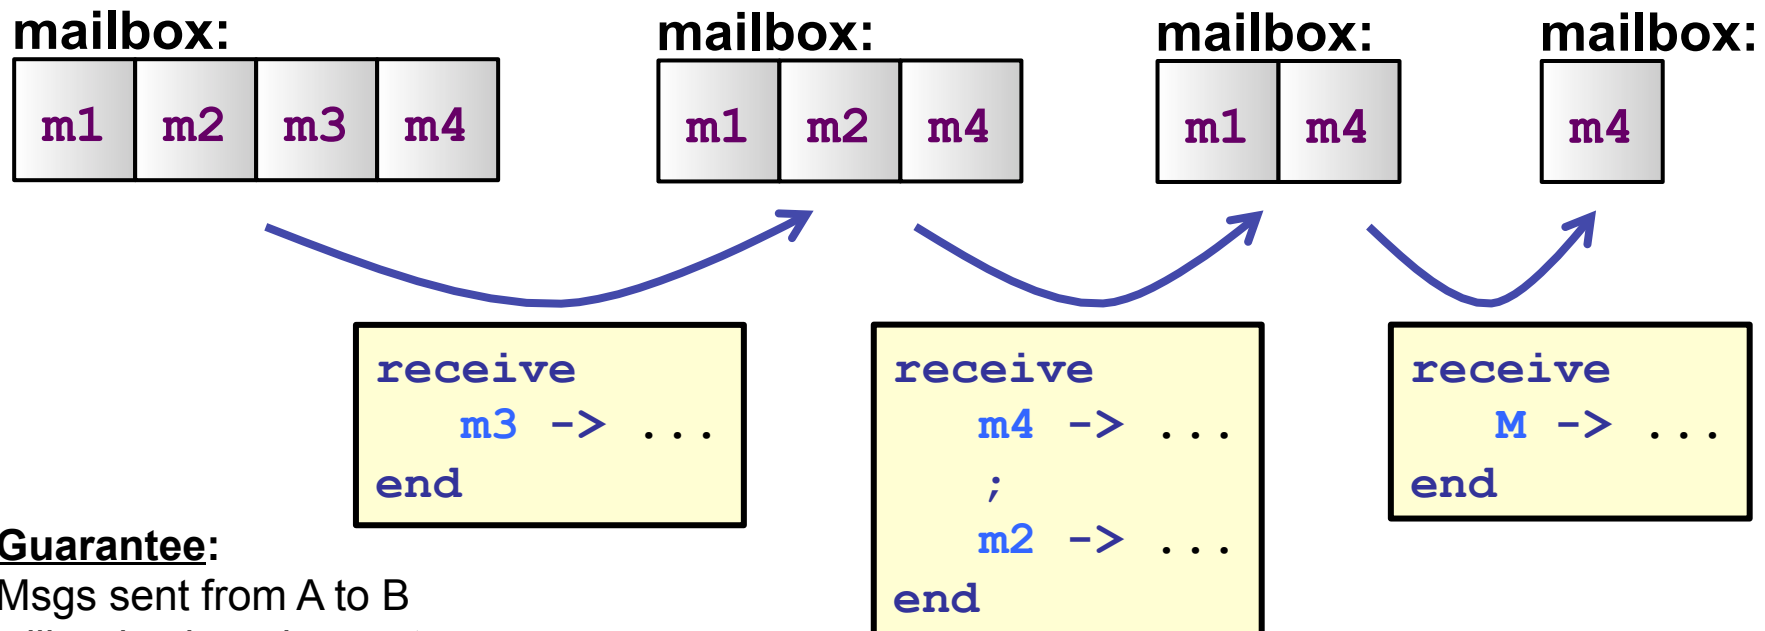 mailbox: mailbox: mailbox: mailbox:
m1 m2 m3 m4
m1 m2 m4
m1 m4
m4
receive
m3 -> ...
end
receive
m4 -> ...
;
m2 -> ...
end
receive
M -> ...
end
Guarantee:
Msgs sent from A to B